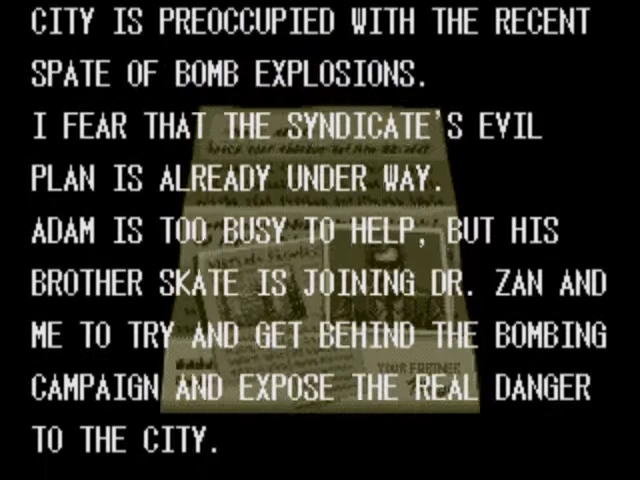 CITY IS PREOCCUPIED WITH THE RECENT
SPATE OF BOMB EXPLOSIONS.
I FEAR THAT THE SYNDICATE'S EVIL
PLAN IS ALREADY UNDER WAY.
ADAM IS TOO BUSY TO HELP, BUT HIS
BROTHER SKATE IS JOINING DR. ZAN AND
ME TO TRY AND GET BEHIND THE BOMBING
CAMPAIGN AND EXPOSE THE REAL DANGER
TO THE CITY.
YOUR PARTNER